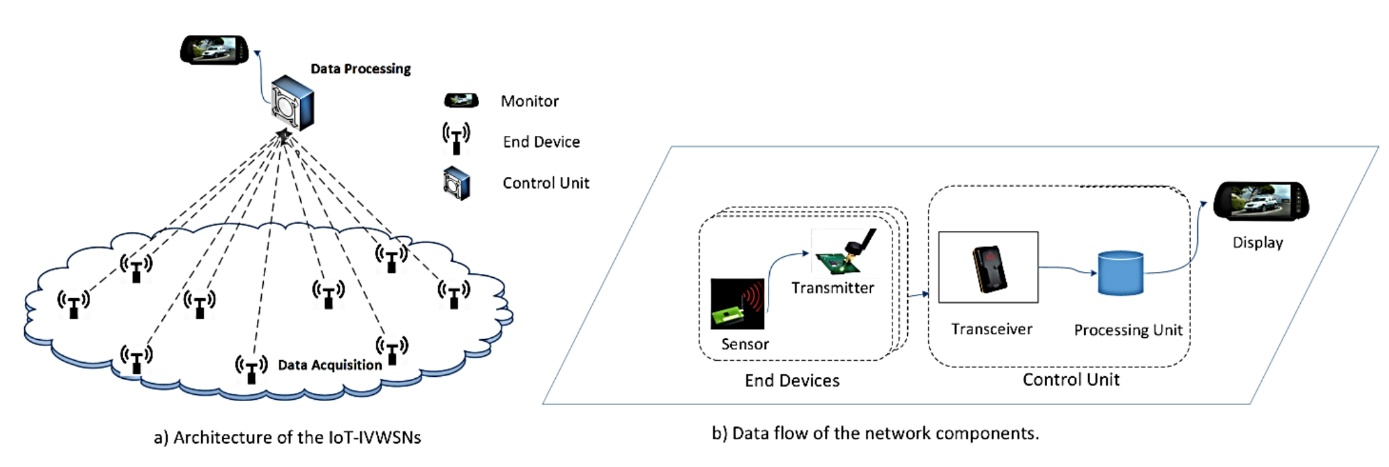 Data Processing
Monitor
End Device
Control Unit
Data Acquisition
a) Architecture of the IoT-IVWSNs
Display
Transmitter
Sensor
Transceiver
Processing Unit
End Devices
Control Unit
b) Data flow of the network components.